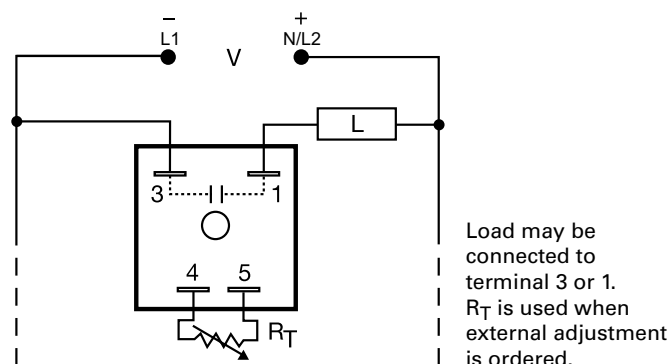 − +
L1 N/L2
V
L
3 1
4 5
RT
Load may be
connected to
terminal 3 or 1.
RT is used when
external adjustment
is ordered.